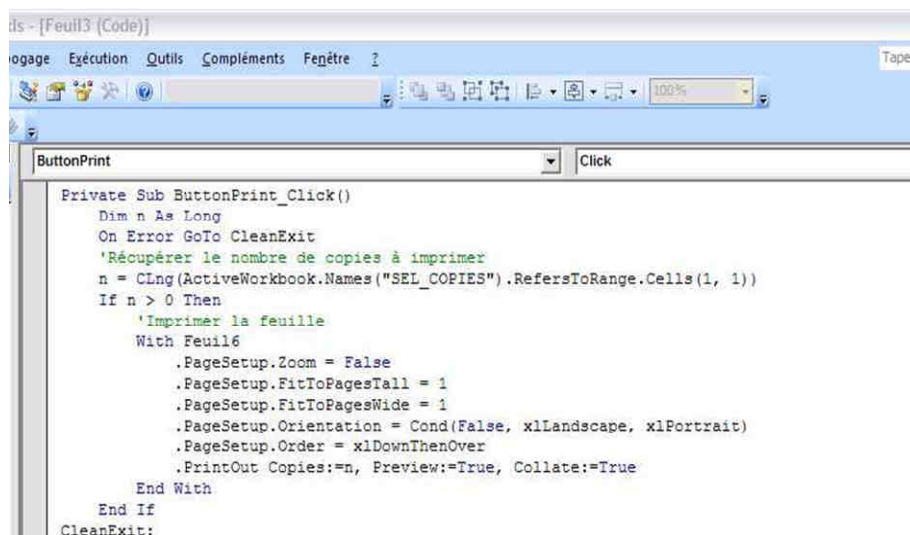 ls - [Feuil3 (Code)]
ogage Exécution Outils Compléments Fenêtre ?
Tape
100%
ButtonPrint Click
Private Sub ButtonPrint_Click()
Dim n As Long
On Error GoTo CleanExit
'Récupérer le nombre de copies à imprimer
n = CLng(ActiveWorkbook.Names("SEL_COPIES").RefersToRange.Cells(1, 1))
If n > 0 Then
'Imprimer la feuille
With Feuil6
.PageSetup.Zoom = False
.PageSetup.FitToPagesTall = 1
.PageSetup.FitToPagesWide = 1
.PageSetup.Orientation = Cond(False, xlLandscape, xlPortrait)
.PageSetup.Order = xlDownThenOver
.PrintOut Copies:=n, Preview:=True, Collate:=True
End With
End If
CleanExit: